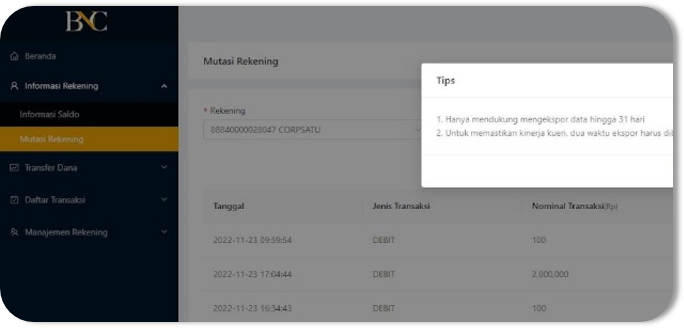 BNC
Beranda
Informasi Rekening
Informasi Saldo
Mutasi Rekening
Transfer Dana
Daftar Transaksi
Manajemen Rekening
Mutasi Rekening
* Rekening
88840000028047 CORPSATU
Tips
1. Hanya mendukung mengekspor data hingga 31 hari
2. Untuk memastikan kinerja kueri, dua waktu ekspor harus
Tanggal Jenis Transaksi Nominal Transaksi(Rp)
2022-11-23 09:59:54 DEBIT 100
2022-11-23 17:04:44 DEBIT 2,000,000
2022-11-23 16:34:43 DEBIT 100